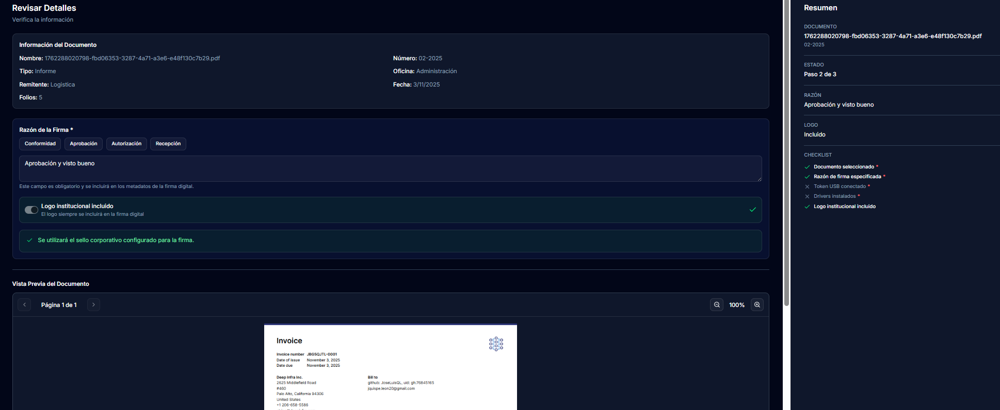 Revisar Detalles
Verifica la información
Información del Documento
Nombre: 1762288020798-fbd06353-3287-4a71-a3e6-e48f130c7b29.pdf
Número: 02-2025
Tipo: Informe
Oficina: Administración
Remitente: Logistica
Fecha: 3/11/2025
Folios: 5
Razón de la Firma *
Conformidad
Aprobación
Autorización
Recepción
Aprobación y visto bueno
Este campo es obligatorio y se incluirá en los metadatos de la firma digital.
Logo institucional incluido
El logo siempre se incluirá en la firma digital
Se utilizará el sello corporativo configurado para la firma.
Vista Previa del Documento
Página 1 de 1
100%
Invoice
Invoice number JBG5QJTL-0001
Date of issue November 3, 2025
Date due November 3, 2025
Deep Infra Inc.
2625 Middlefield Road
#460
Palo Alto, California 94306
United States
+1 206-658-5586
Bill to
github: JoseLuisQL, uid: gh:76845165
jquispe.leon20@gmail.com
Resumen
DOCUMENTO
1762288020798-fbd06353-3287-4a71-a3e6-e48f130c7b29.pdf
02-2025
ESTADO
Paso 2 de 3
RAZÓN
Aprobación y visto bueno
LOGO
Incluido
CHECKLIST
Documento seleccionado *
Razón de firma especificada *
Token USB conectado *
Drivers instalados *
Logo institucional incluido